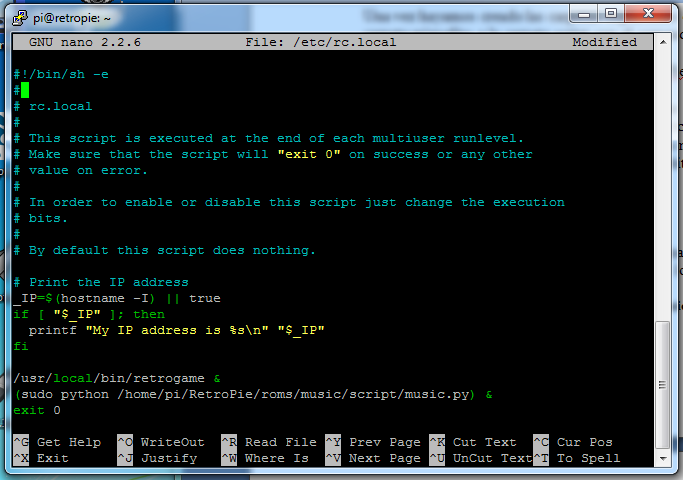 pi@retropie: ~
GNU nano 2.2.6 File: /etc/rc.local Modified
#!/bin/sh -e
#
# rc.local
#
# This script is executed at the end of each multiuser runlevel.
# Make sure that the script will "exit 0" on success or any other
# value on error.
#
# In order to enable or disable this script just change the execution
# bits.
#
# By default this script does nothing.
# Print the IP address
_IP=$(hostname -I) || true
if [ "$_IP" ]; then
printf "My IP address is %s\n" "$_IP"
fi
/usr/local/bin/retrogame &
(sudo python /home/pi/RetroPie/roms/music/script/music.py) &
exit 0
^G Get Help ^O WriteOut ^R Read File ^Y Prev Page ^K Cut Text ^C Cur Pos
^X Exit ^J Justify ^W Where Is ^V Next Page ^U UnCut Text ^T To Spell